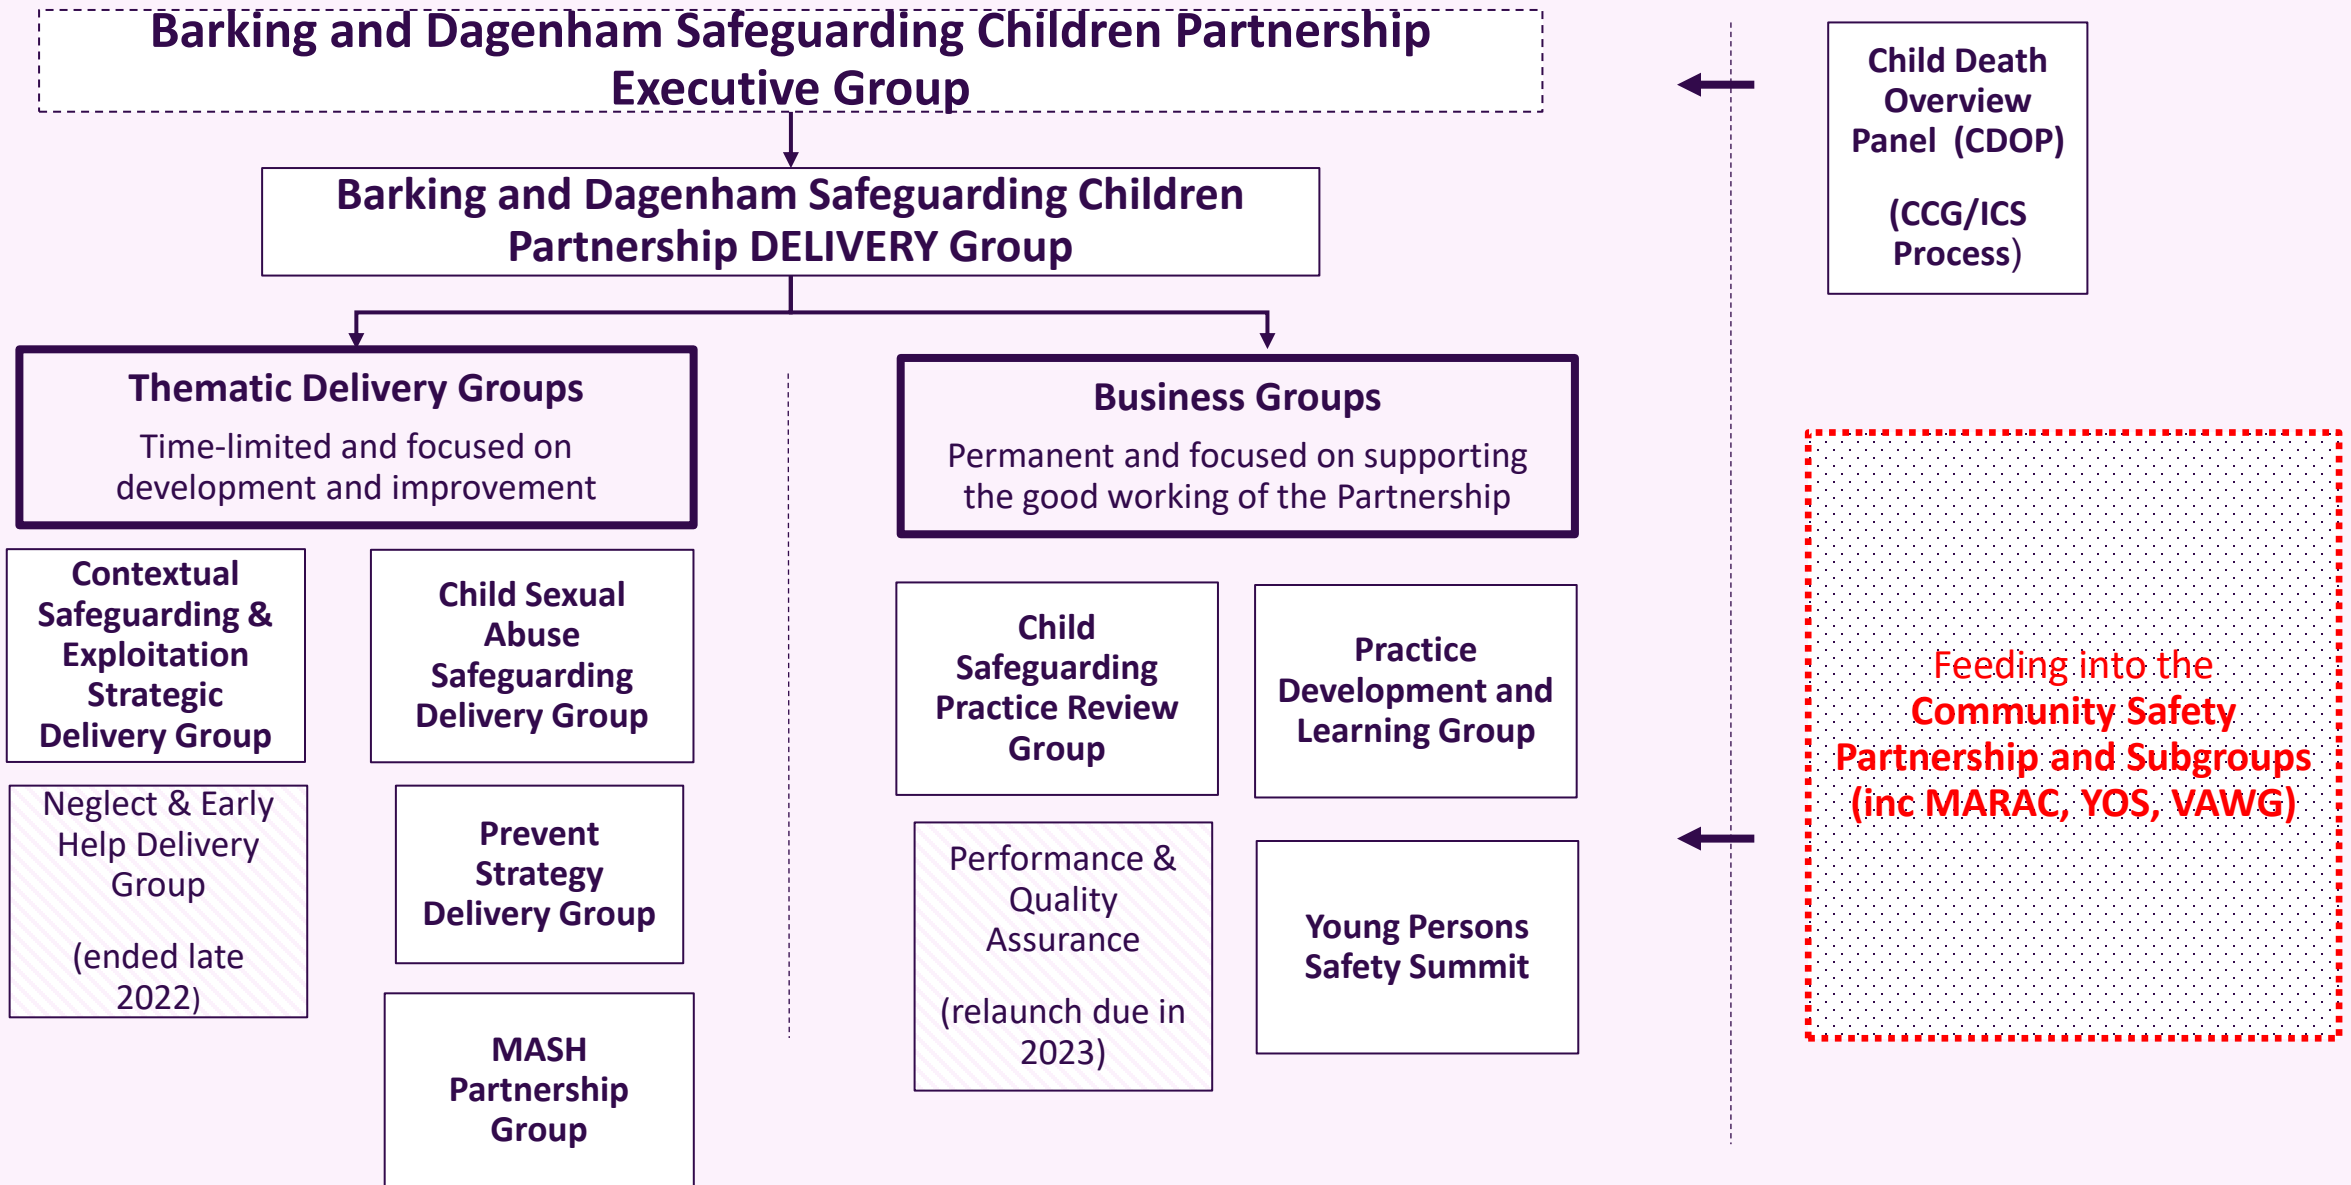 Barking and Dagenham Safeguarding Children Partnership
Executive Group
Child Death
Overview
Panel (CDOP)
(CCG/ICS
Process)
Barking and Dagenham Safeguarding Children
Partnership DELIVERY Group
Thematic Delivery Groups
Time-limited and focused on
development and improvement
Business Groups
Permanent and focused on supporting
the good working of the Partnership
Contextual
Safeguarding &
Exploitation
Strategic
Delivery Group
Child Sexual
Abuse
Safeguarding
Delivery Group
Neglect & Early
Help Delivery
Group
(ended late
2022)
Prevent
Strategy
Delivery Group
MASH
Partnership
Group
Child
Safeguarding
Practice Review
Group
Practice
Development and
Learning Group
Performance &
Quality
Assurance
(relaunch due in
2023)
Young Persons
Safety Summit
Feeding into the
Community Safety
Partnership and Subgroups
(inc MARAC, YOS, VAWG)